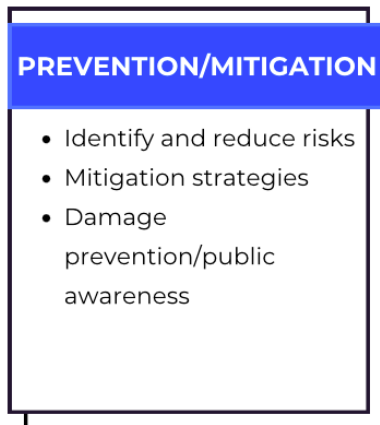 PREVENTION/MITIGATION
• Identify and reduce risks
• Mitigation strategies
• Damage
prevention/public
awareness